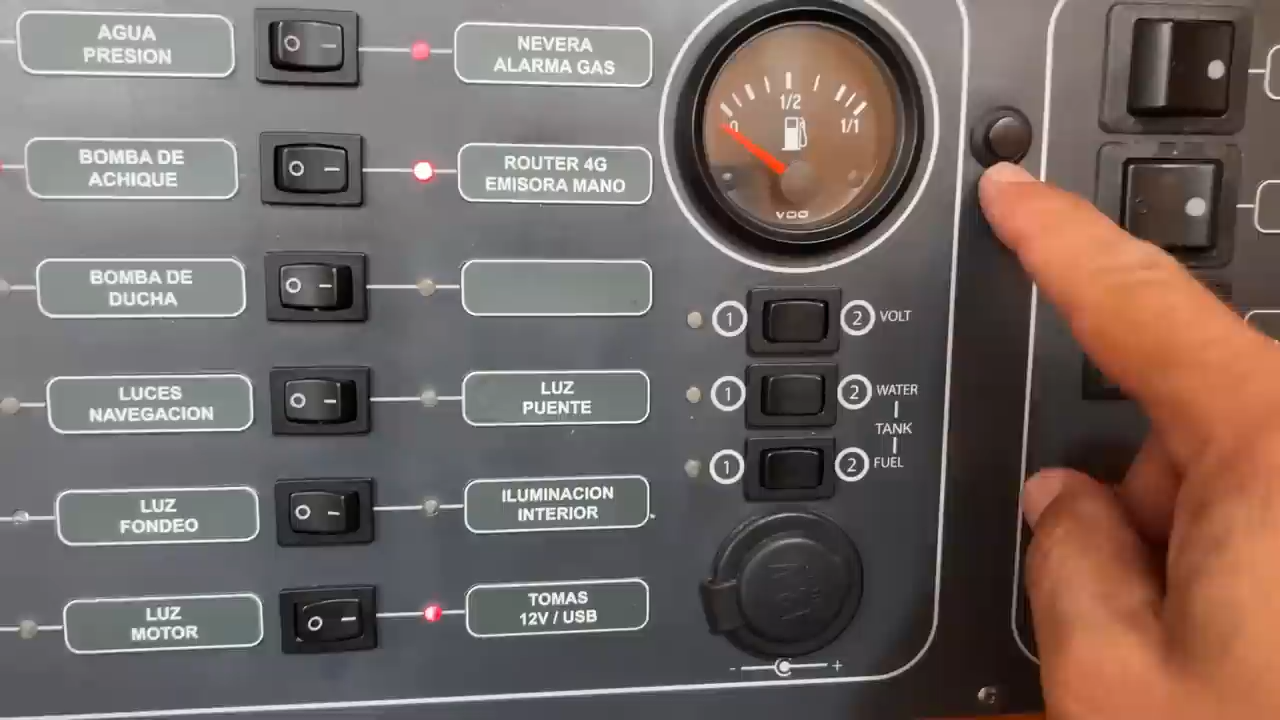 AGUA
PRESION
NEVERA
ALARMA GAS
BOMBA DE
ACHIQUE
ROUTER 4G
EMISORA MANO
BOMBA DE
DUCHA
LUCES
NAVEGACION
LUZ
PUENTE
LUZ
FONDEO
ILUMINACION
INTERIOR
LUZ
MOTOR
TOMAS
12V / USB
0
1/2
1/1
VDO
1 2 VOLT
1 2 WATER
TANK
1 2 FUEL
- +